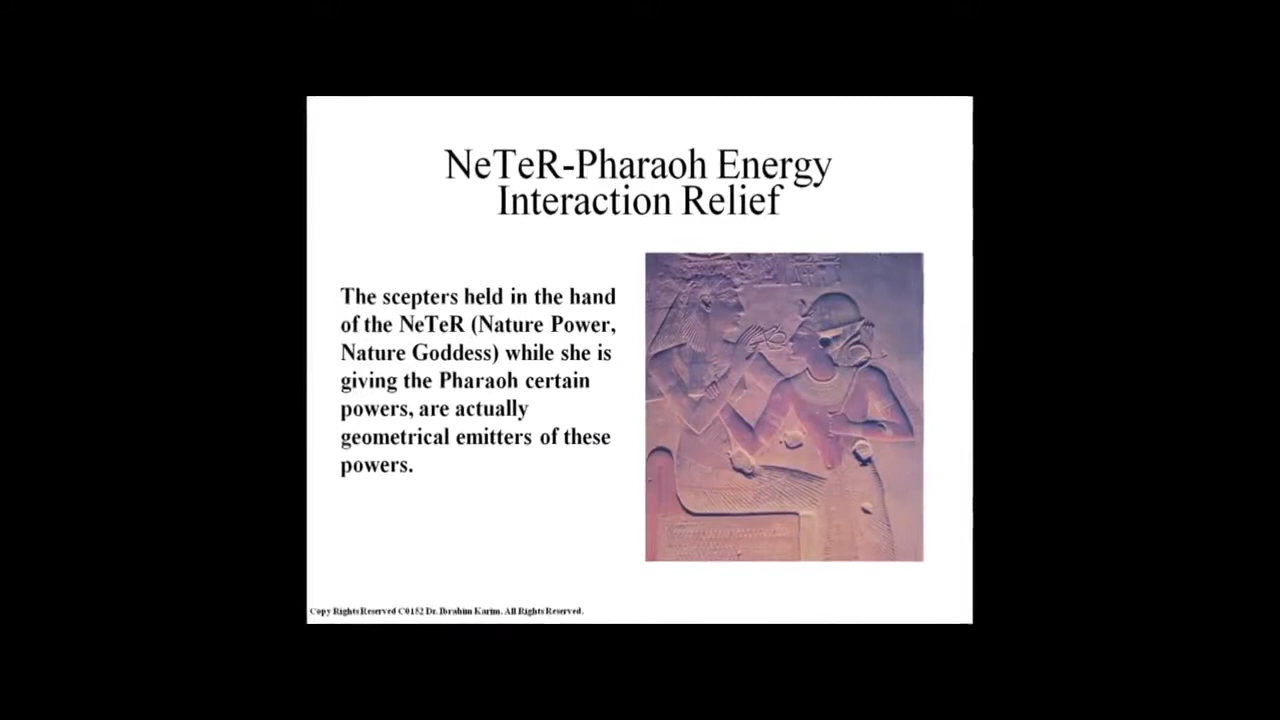 NeTeR-Pharaoh Energy
Interaction Relief
The scepters held in the hand
of the NeTeR (Nature Power,
Nature Goddess) while she is
giving the Pharaoh certain
powers, are actually
geometrical emitters of these
powers.
Copy Rights Reserved C0152 Dr. Ibrahim Karim. All Rights Reserved.